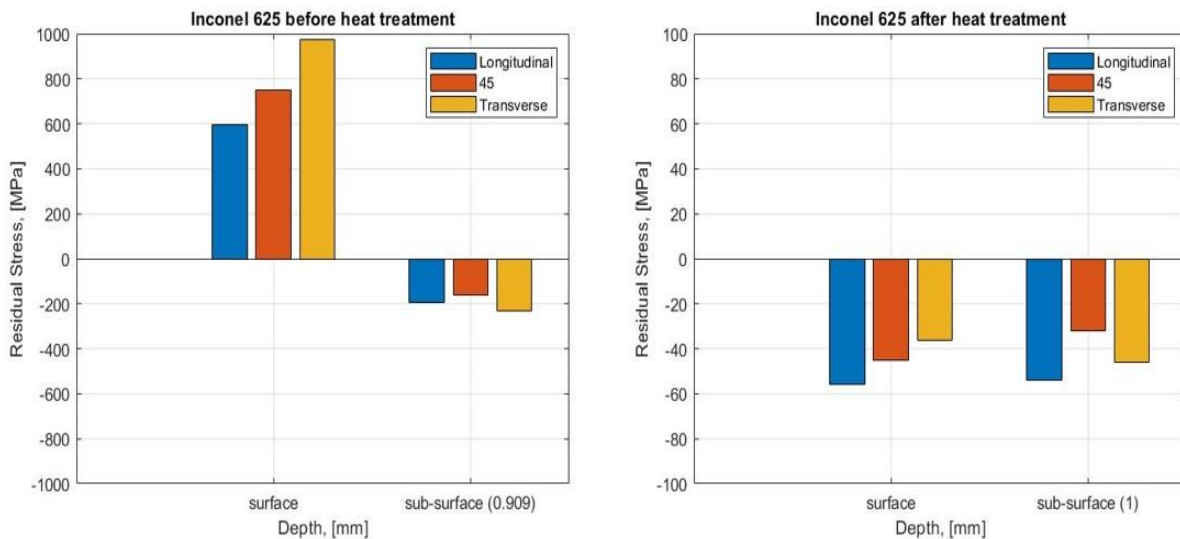 Inconel 625 before heat treatment
1000
800
600
400
200
0
-200
-400
-600
-800
-1000
Residual Stress, [MPa]
Longitudinal
45
Transverse
surface
sub-surface (0.909)
Depth, [mm]
Inconel 625 after heat treatment
100
80
60
40
20
0
-20
-40
-60
-80
-100
Residual Stress, [MPa]
Longitudinal
45
Transverse
surface
sub-surface (1)
Depth, [mm]